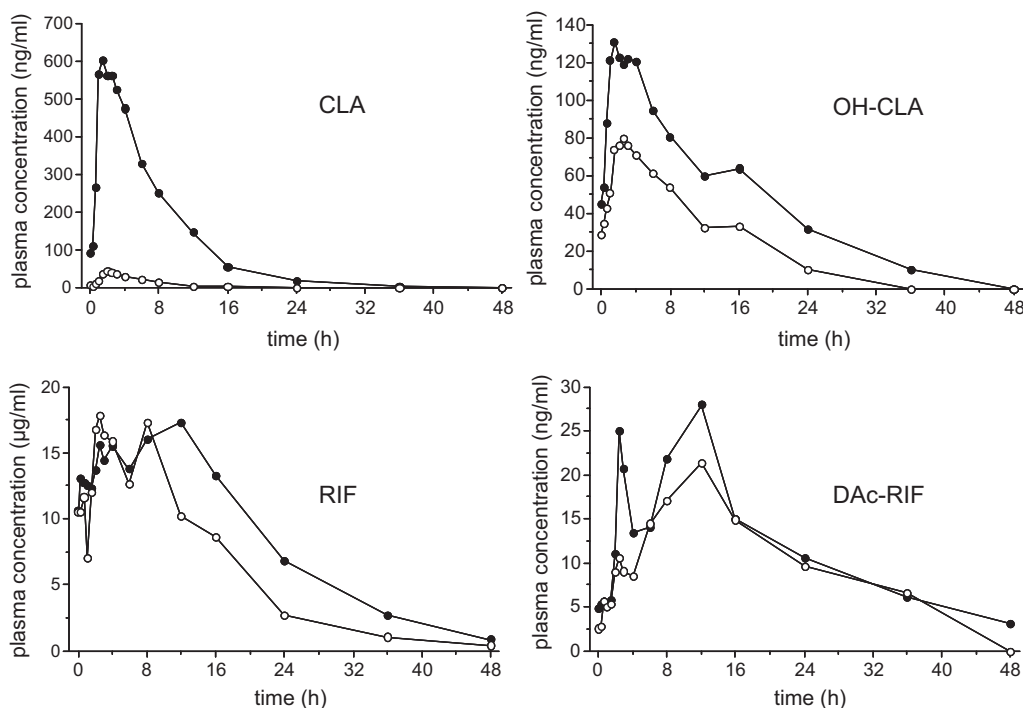 700
600
500
400
300
200
100
0
plasma concentration (ng/ml)
CLA
0 8 16 24 32 40 48
time (h)
140
120
100
80
60
40
20
0
plasma concentration (ng/ml)
OH-CLA
0 8 16 24 32 40 48
time (h)
20
15
10
5
0
plasma concentration (µg/ml)
RIF
0 8 16 24 32 40 48
time (h)
30
25
20
15
10
5
0
plasma concentration (ng/ml)
DAc-RIF
0 8 16 24 32 40 48
time (h)